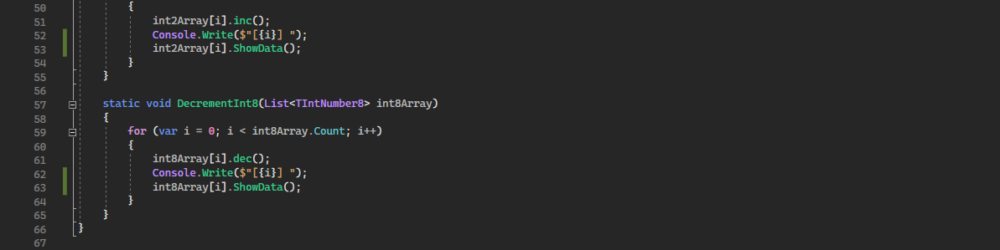 50 {
51 int2Array[i].inc();
52 Console.Write($"[{i}] ");
53 int2Array[i].ShowData();
54 }
55 }
56
57 static void DecrementInt8(List<TIntNumber8> int8Array)
58 {
59 for (var i = 0; i < int8Array.Count; i++)
60 {
61 int8Array[i].dec();
62 Console.Write($"[{i}] ");
63 int8Array[i].ShowData();
64 }
65 }
66 }
67